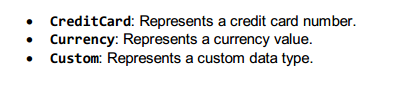 • CreditCard: Represents a credit card number.
• Currency: Represents a currency value.
• Custom: Represents a custom data type.